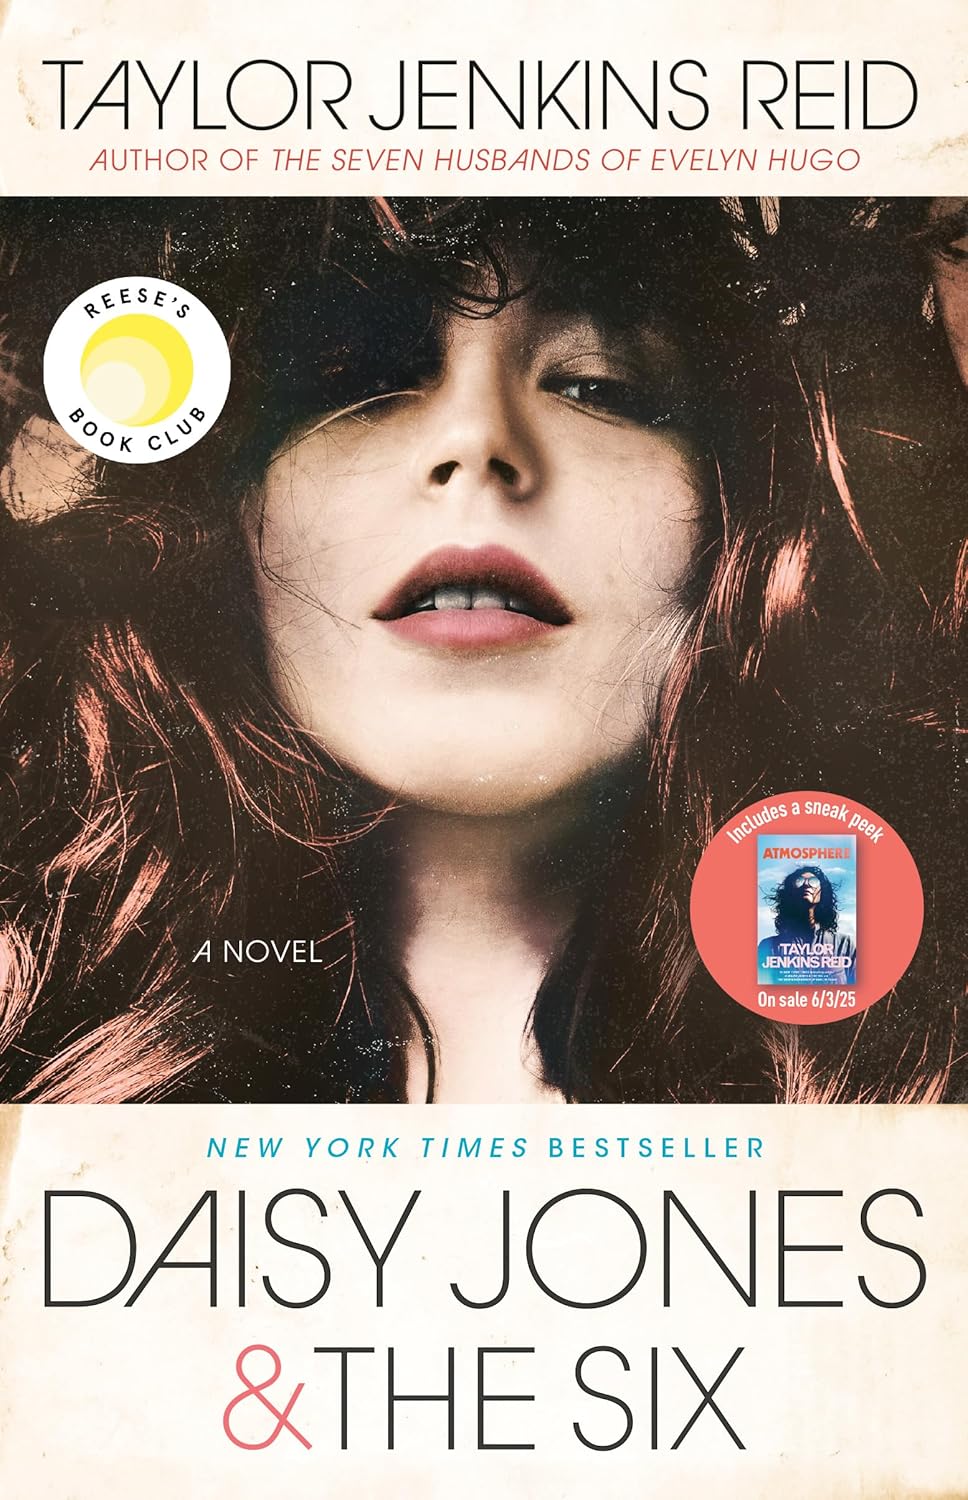 TAYLOR JENKINS REID
AUTHOR OF THE SEVEN HUSBANDS OF EVELYN HUGO
REESE'S
BOOK CLUB
Includes a sneak peek
ATMOSPHERE
TAYLOR
JENKINS REID
On sale 6/3/25
A NOVEL
NEW YORK TIMES BESTSELLER
DAISY JONES
& THE SIX